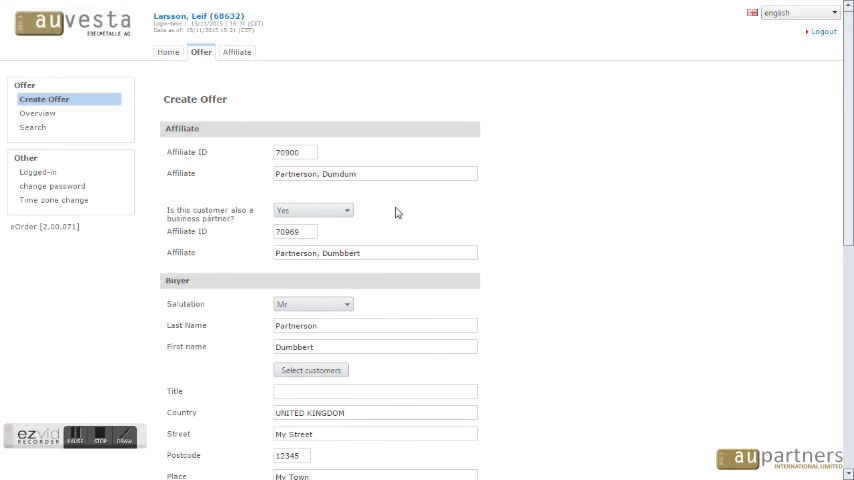 auvesta
EDELMETALLE AG
Larsson, Leif (68632)
Login-time : 15/11/2015 | 16:31 (CET)
Data as of: 15/11/2015 15:21 (CET)
english
Logout
Home Offer Affiliate
Offer
Create Offer
Overview
Search
Other
Logged-in
change password
Time zone change
eOrder [2.00.071]
Create Offer
Affiliate
Affiliate ID 70900
Affiliate Partnerson, Dumdum
Is this customer also a business partner? Yes
Affiliate ID 70969
Affiliate Partnerson, Dumbbert
Buyer
Salutation Mr
Last Name Partnerson
First name Dumbbert
Select customers
Title
Country UNITED KINGDOM
Street My Street
Postcode 12345
Place My Town
ezvid
RECORDER
PAUSE STOP DRAW
aupartners
INTERNATIONAL LIMITED